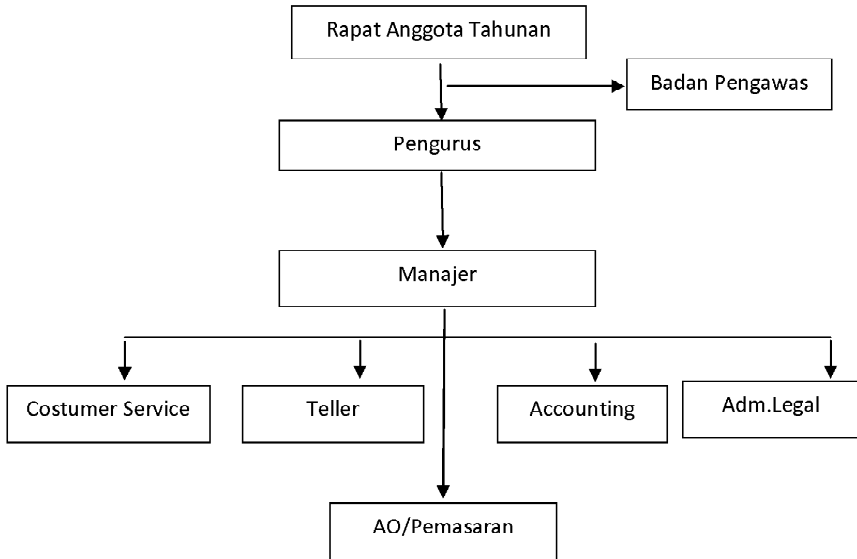 Rapat Anggota Tahunan
Badan Pengawas
Pengurus
Manajer
Costumer Service
Teller
Accounting
Adm.Legal
AO/Pemasaran